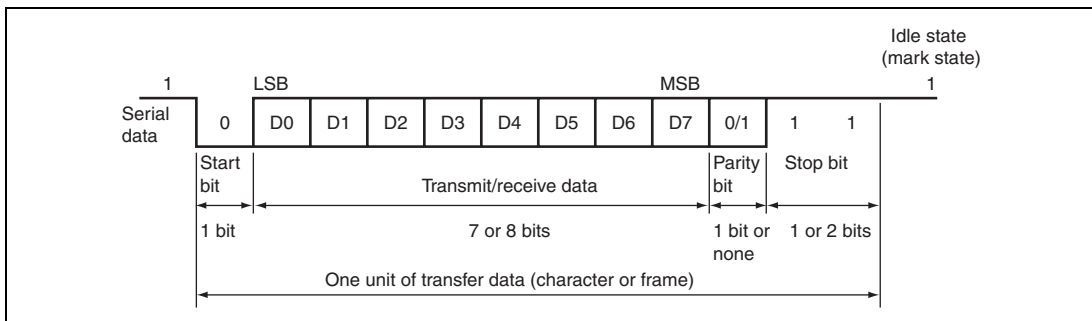 Idle state
(mark state)
1 LSB MSB 1
Serial
data
0 D0 D1 D2 D3 D4 D5 D6 D7 0/1 1 1
Start
bit
Transmit/receive data
Parity
bit
Stop bit
1 bit
7 or 8 bits
1 bit or
none
1 or 2 bits
One unit of transfer data (character or frame)